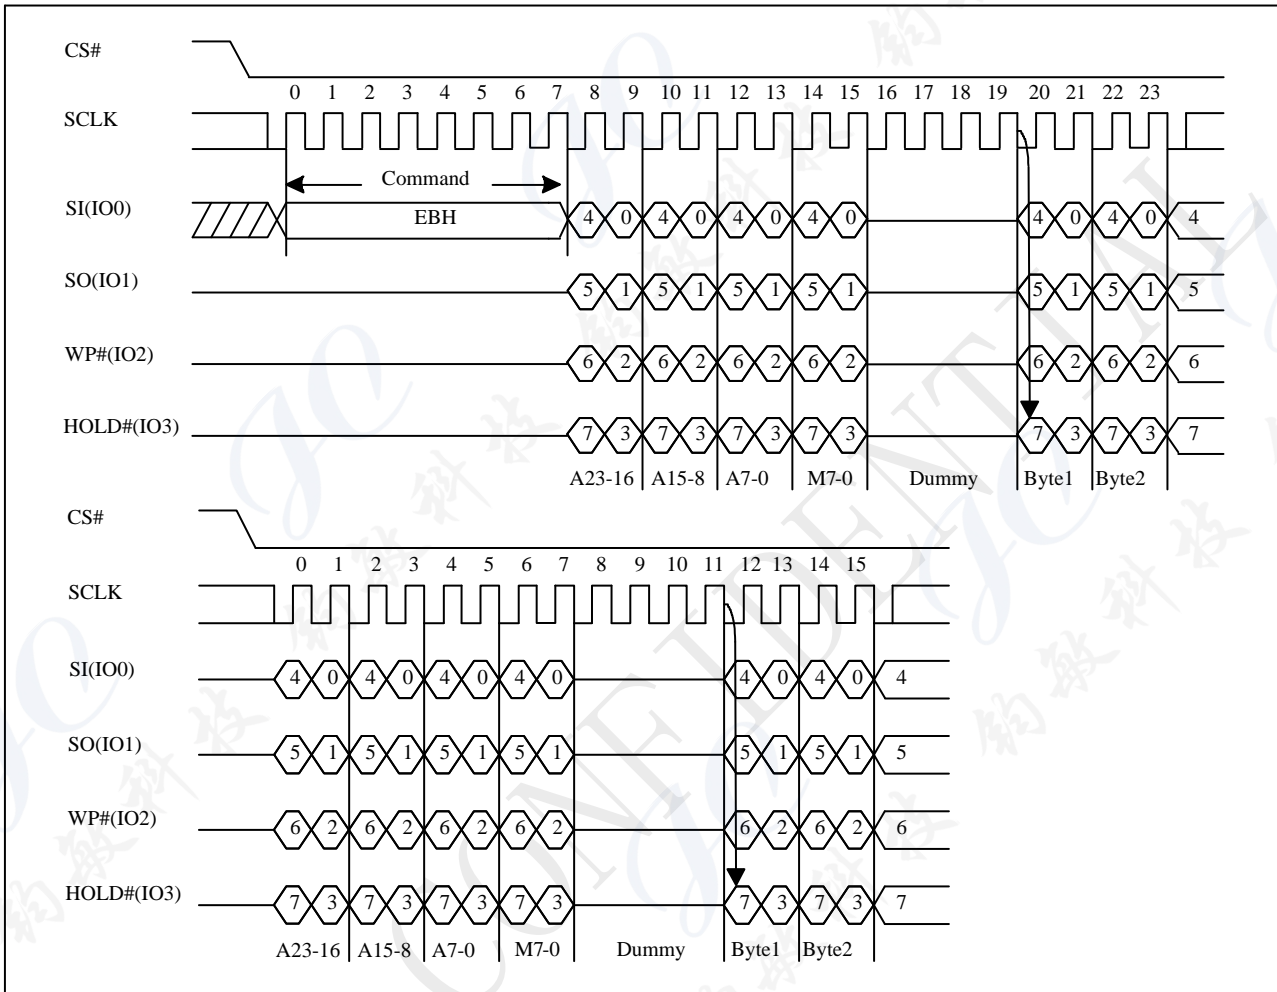 CS#
0 1 2 3 4 5 6 7 8 9 10 11 12 13 14 15 16 17 18 19 20 21 22 23
SCLK
Command
SI(IO0) EBH 4 0 4 0 4 0 4 0 4 0 4 0 4
SO(IO1) 5 1 5 1 5 1 5 1 5 1 5 1 5
WP#(IO2) 6 2 6 2 6 2 6 2 6 2 6 2 6
HOLD#(IO3) 7 3 7 3 7 3 7 3 7 3 7 3 7
A23-16 A15-8 A7-0 M7-0 Dummy Byte1 Byte2
CS#
0 1 2 3 4 5 6 7 8 9 10 11 12 13 14 15
SCLK
SI(IO0) 4 0 4 0 4 0 4 0 4 0 4 0 4
SO(IO1) 5 1 5 1 5 1 5 1 5 1 5 1 5
WP#(IO2) 6 2 6 2 6 2 6 2 6 2 6 2 6
HOLD#(IO3) 7 3 7 3 7 3 7 3 7 3 7 3 7
A23-16 A15-8 A7-0 M7-0 Dummy Byte1 Byte2
CONFIDENTIAL